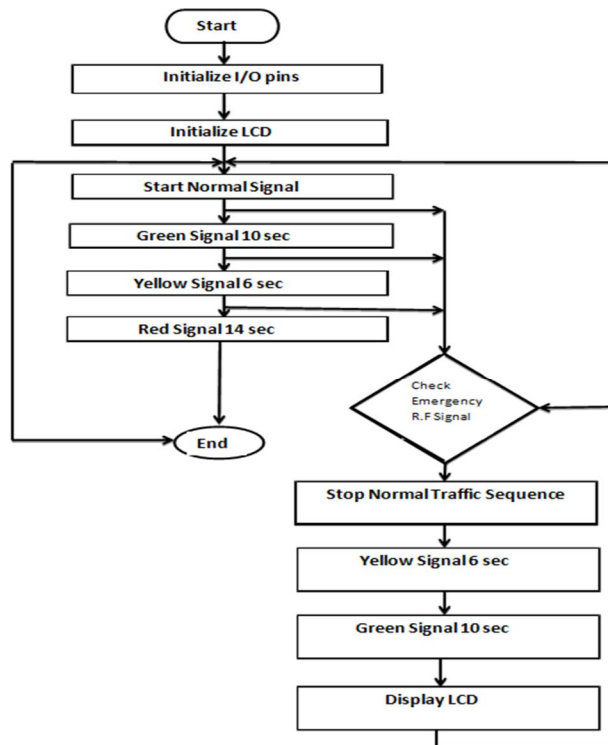 Start
Initialize I/O pins
Initialize LCD
Start Normal Signal
Green Signal 10 sec
Yellow Signal 6 sec
Red Signal 14 sec
End
Check
Emergency
R.F Signal
Stop Normal Traffic Sequence
Yellow Signal 6 sec
Green Signal 10 sec
Display LCD